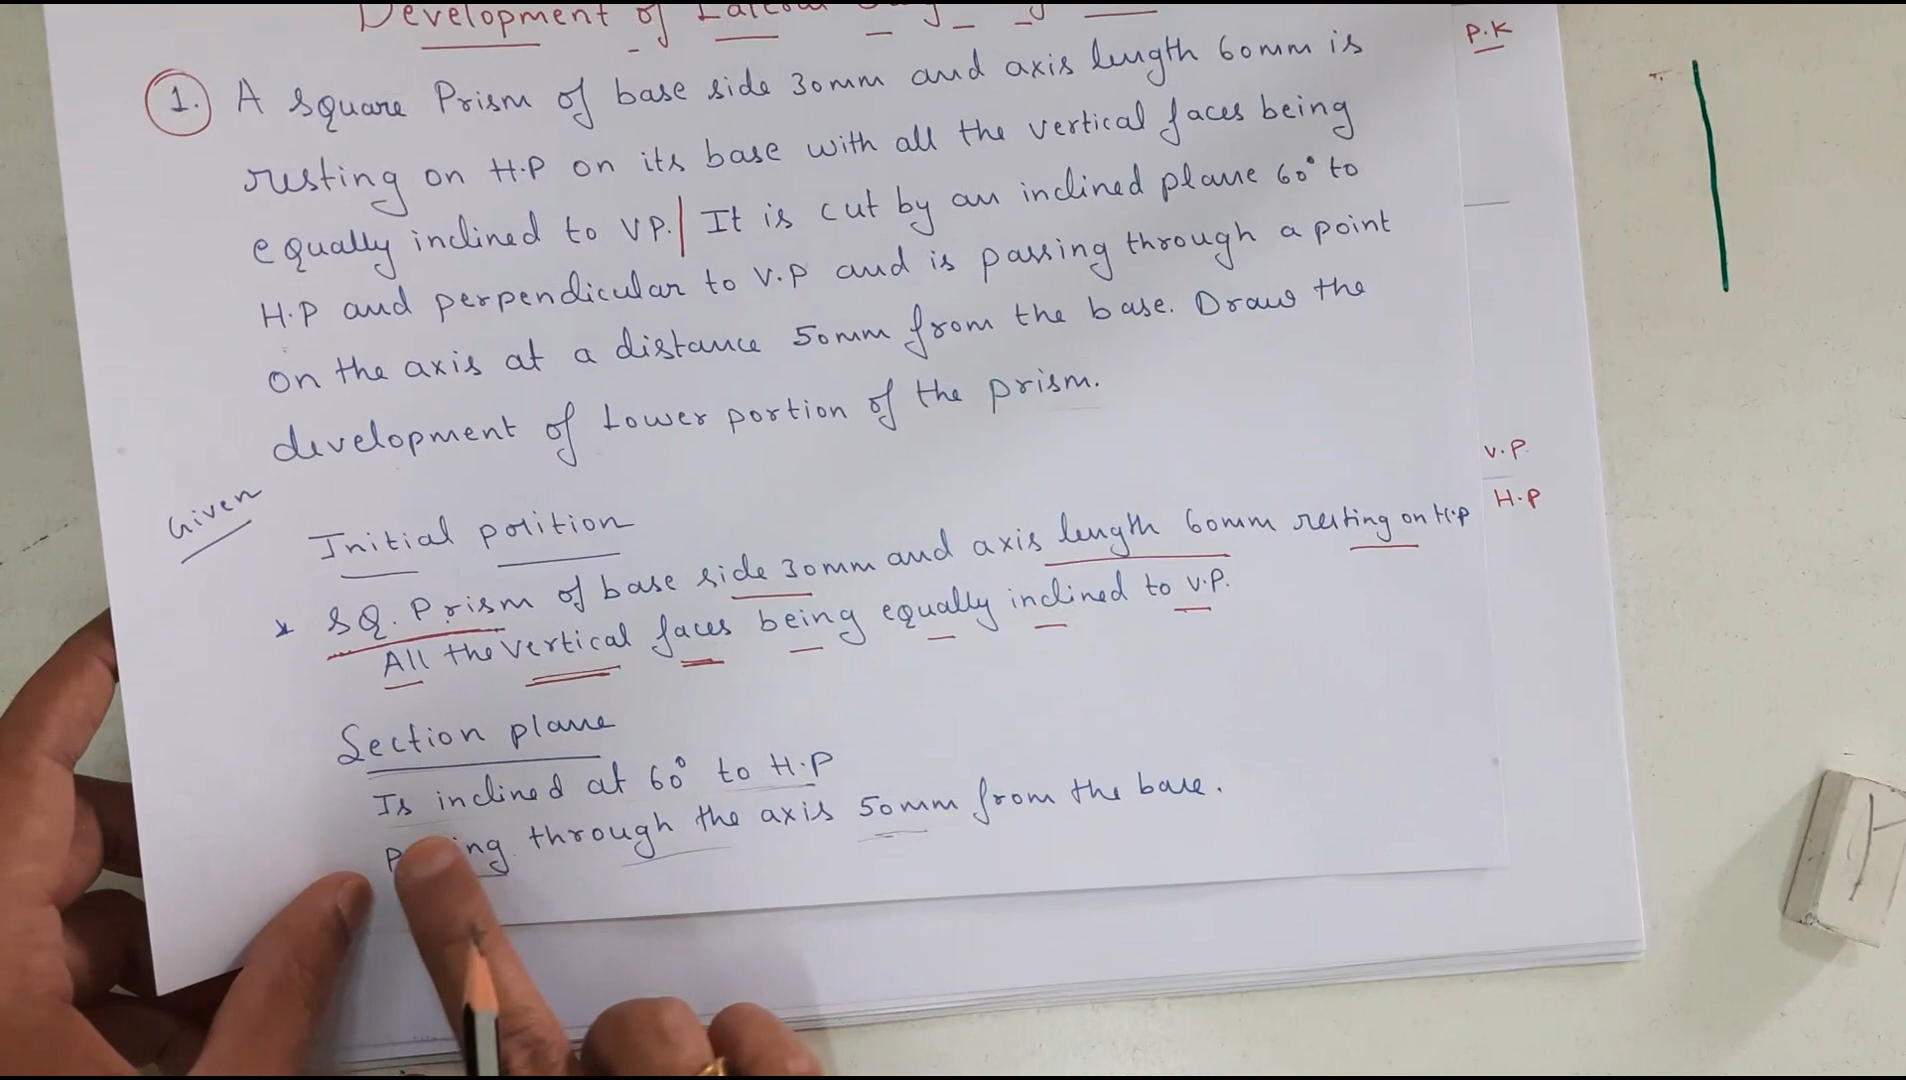 Development of
P.K
1. A square Prism of base side 30mm and axis length 60mm is
resting on H.P on its base with all the vertical faces being
equally inclined to VP. It is cut by an inclined plane 60° to
H.P and perpendicular to V.P and is passing through a point
on the axis at a distance 50mm from the base. Draw the
development of Lower portion of the prism.
V.P.
H.P
Given
Initial position
* SQ. Prism of base side 30mm and axis length 60mm resting on H.P
All the vertical faces being equally inclined to V.P.
Section plane
Is inclined at 60° to H.P
through the axis 50mm from the base.